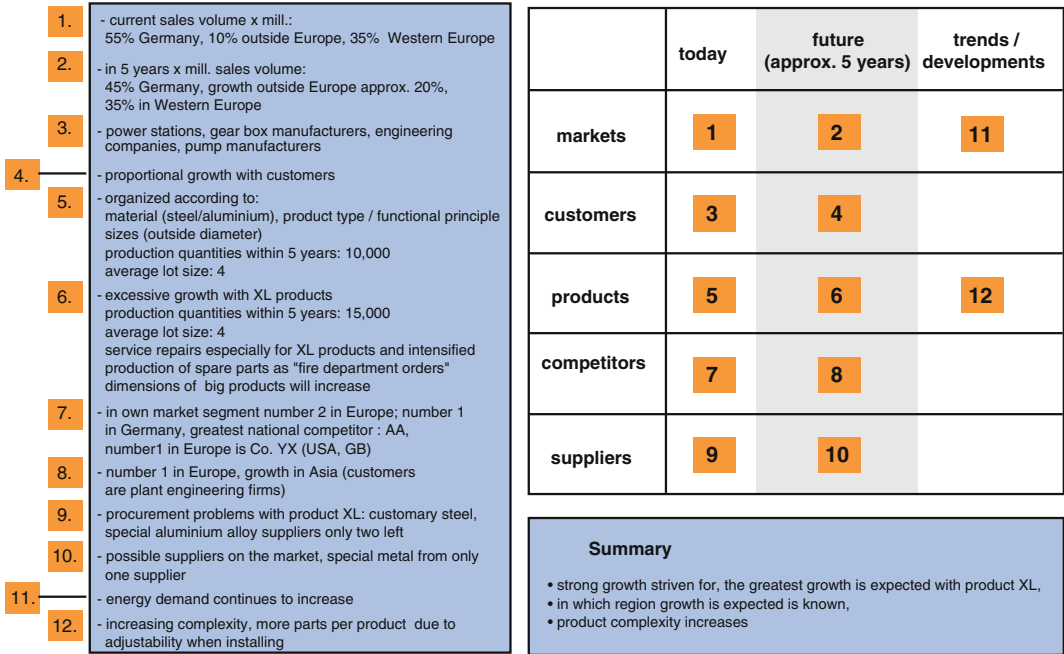 1.
- current sales volume x mill.:
55% Germany, 10% outside Europe, 35% Western Europe
2.
- in 5 years x mill. sales volume:
45% Germany, growth outside Europe approx. 20%,
35% in Western Europe
3.
- power stations, gear box manufacturers, engineering
companies, pump manufacturers
4.
- proportional growth with customers
5.
- organized according to:
material (steel/aluminium), product type / functional principle
sizes (outside diameter)
production quantities within 5 years: 10,000
average lot size: 4
6.
- excessive growth with XL products
production quantities within 5 years: 15,000
average lot size: 4
service repairs especially for XL products and intensified
production of spare parts as "fire department orders"
dimensions of big products will increase
7.
- in own market segment number 2 in Europe; number 1
in Germany, greatest national competitor : AA,
number1 in Europe is Co. YX (USA, GB)
8.
- number 1 in Europe, growth in Asia (customers
are plant engineering firms)
9.
- procurement problems with product XL: customary steel,
special aluminium alloy suppliers only two left
10.
- possible suppliers on the market, special metal from only
one supplier
11.
- energy demand continues to increase
12.
- increasing complexity, more parts per product due to
adjustability when installing
today
future
(approx. 5 years)
trends /
developments
markets
1
2
11
customers
3
4
products
5
6
12
competitors
7
8
suppliers
9
10
Summary
• strong growth striven for, the greatest growth is expected with product XL,
• in which region growth is expected is known,
• product complexity increases